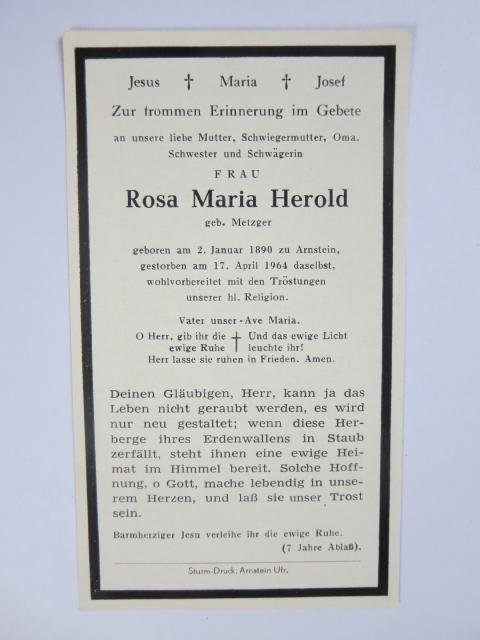 Jesus † Maria † Josef
Zur frommen Erinnerung im Gebete
an unsere liebe Mutter, Schwiegermutter, Oma.
Schwester und Schwägerin
FRAU
Rosa Maria Herold
geb. Metzger
geboren am 2. Januar 1890 zu Arnstein,
gestorben am 17. April 1964 daselbst,
wohlvorbereitet mit den Tröstungen
unserer hl. Religion.
Vater unser - Ave Maria.
O Herr, gib ihr die † Und das ewige Licht
ewige Ruhe leuchte ihr!
Herr lasse sie ruhen in Frieden. Amen.
Deinen Gläubigen, Herr, kann ja das
Leben nicht geraubt werden, es wird
nur neu gestaltet; wenn diese Her-
berge ihres Erdenwallens in Staub
zerfällt, steht ihnen eine ewige Hei-
mat im Himmel bereit. Solche Hoff-
nung, o Gott, mache lebendig in unse-
rem Herzen, und laß sie unser Trost
sein.
Barmherziger Jesu verleihe ihr die ewige Ruhe.
(7 Jahre Ablaß).
Sturm-Druck, Arnstein Ufr.